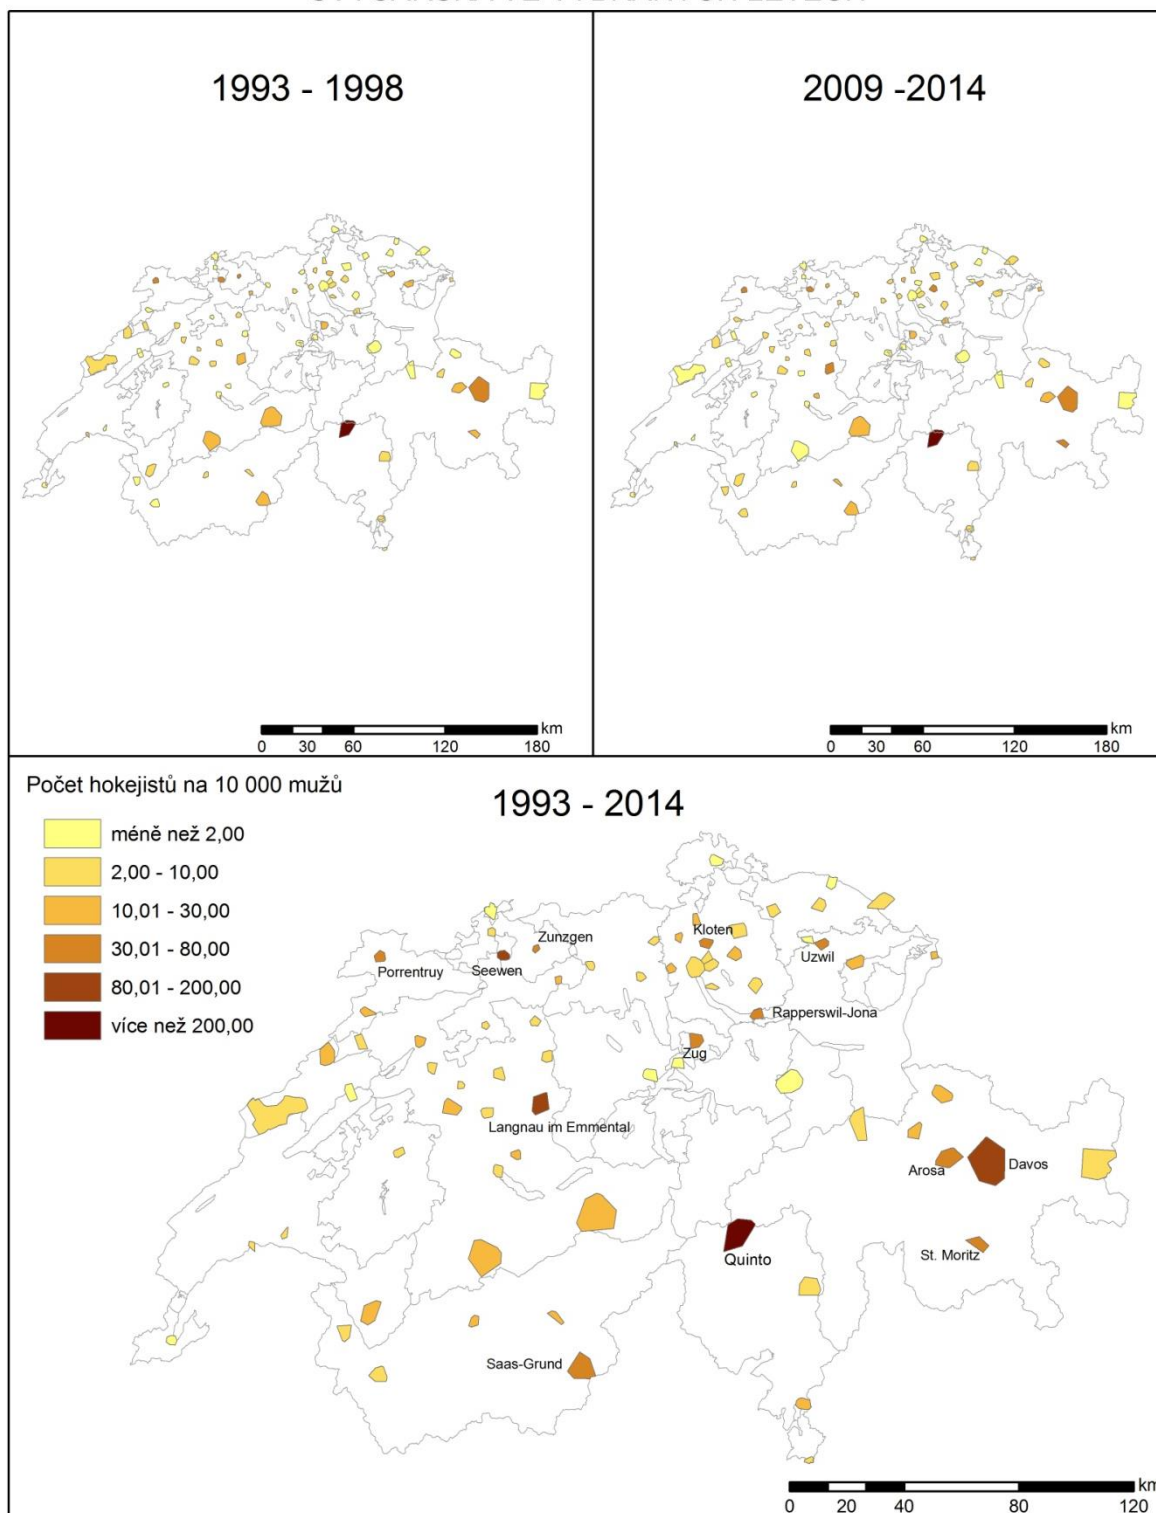 1993 - 1998
2009 -2014
km
0 30 60 120 180
km
0 30 60 120 180
Počet hokejistů na 10 000 mužů
méně než 2,00
2,00 - 10,00
10,01 - 30,00
30,01 - 80,00
80,01 - 200,00
více než 200,00
1993 - 2014
Kloten
Zunzgen
Porrentruy
Seewen
Uzwil
Rapperswil-Jona
Zug
Langnau im Emmental
Arosa
Davos
St. Moritz
Quinto
Saas-Grund
km
0 20 40 80 120